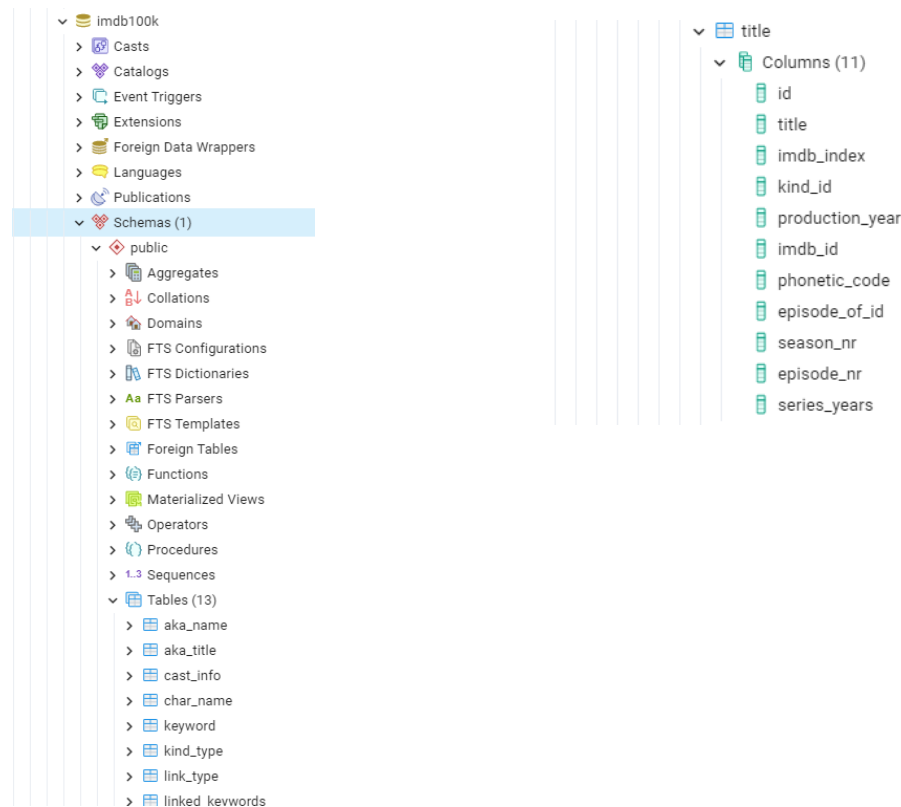 imdb100k
Casts
Catalogs
Event Triggers
Extensions
Foreign Data Wrappers
Languages
Publications
Schemas (1)
public
Aggregates
Collations
Domains
FTS Configurations
FTS Dictionaries
Aa FTS Parsers
FTS Templates
Foreign Tables
Functions
Materialized Views
Operators
Procedures
1..3 Sequences
Tables (13)
aka_name
aka_title
cast_info
char_name
keyword
kind_type
link_type
linked_keywords
title
Columns (11)
id
title
imdb_index
kind_id
production_year
imdb_id
phonetic_code
episode_of_id
season_nr
episode_nr
series_years